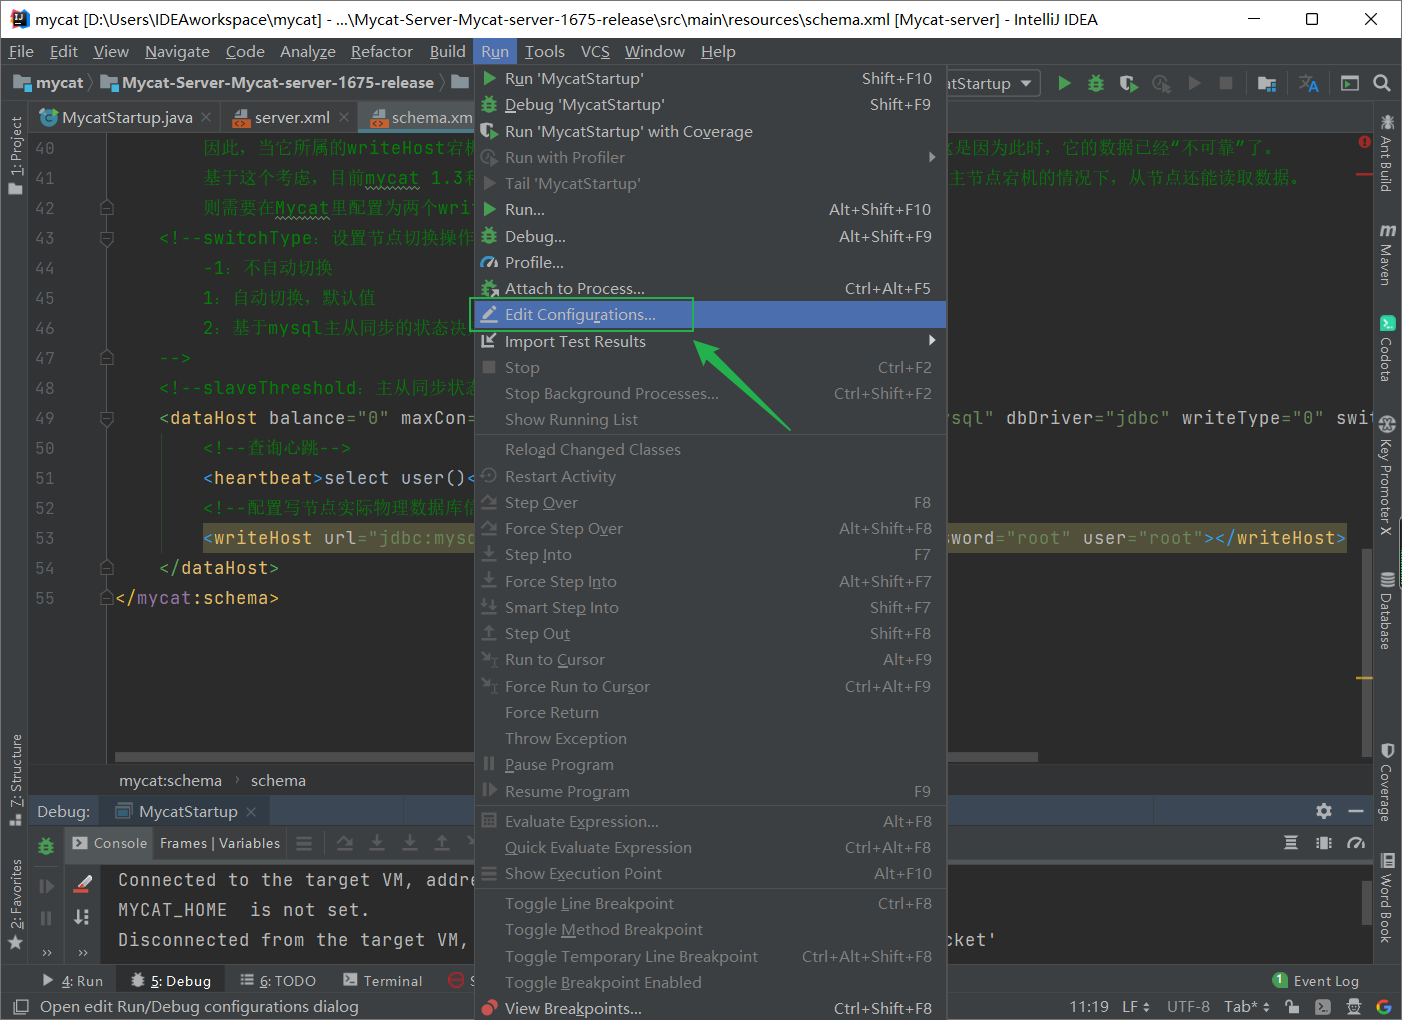 mycat [D:\Users\IDEAworkspace\mycat] - ...\Mycat-Server-Mycat-server-1675-release\src\main\resources\schema.xml [Mycat-server] - IntelliJ IDEA
File Edit View Navigate Code Analyze Refactor Build Run Tools VCS Window Help
mycat Mycat-Server-Mycat-server-1675-release atStartup
MycatStartup.java server.xml schema.xm
40 因此，当它所属的writeHost宕机 是因为此时，它的数据已经“不可靠”了。
41 基于这个考虑，目前mycat 1.3和 主节点宕机的情况下，从节点还能读取数据。
42 则需要在Mycat里配置为两个wri
43 <!--switchType：设置节点切换操作
44 -1：不自动切换
45 1：自动切换，默认值
46 2：基于mysql主从同步的状态决
47 -->
48 <!--slaveThreshold：主从同步状态
49 <dataHost balance="0" maxCon= ysql" dbDriver="jdbc" writeType="0" swit
50 <!--查询心跳-->
51 <heartbeat>select user()<
52 <!--配置写节点实际物理数据库信
53 <writeHost url="jdbc:mysq sword="root" user="root"></writeHost>
54 </dataHost>
55 </mycat:schema>
mycat:schema schema
Run 'MycatStartup' Shift+F10
Debug 'MycatStartup' Shift+F9
Run 'MycatStartup' with Coverage
Run with Profiler
Tail 'MycatStartup'
Run... Alt+Shift+F10
Debug... Alt+Shift+F9
Profile...
Attach to Process... Ctrl+Alt+F5
Edit Configurations...
Import Test Results
Stop Ctrl+F2
Stop Background Processes... Ctrl+Shift+F2
Show Running List
Reload Changed Classes
Restart Activity
Step Over F8
Force Step Over Alt+Shift+F8
Step Into F7
Force Step Into Alt+Shift+F7
Smart Step Into Shift+F7
Step Out Shift+F8
Run to Cursor Alt+F9
Force Run to Cursor Ctrl+Alt+F9
Force Return
Throw Exception
Pause Program
Resume Program F9
Evaluate Expression... Alt+F8
Quick Evaluate Expression Ctrl+Alt+F8
Show Execution Point Alt+F10
Toggle Line Breakpoint Ctrl+F8
Toggle Method Breakpoint
Toggle Temporary Line Breakpoint Ctrl+Alt+Shift+F8
Toggle Breakpoint Enabled
View Breakpoints... Ctrl+Shift+F8
1: Project
7: Structure
2: Favorites
Ant Build
Maven
Codota
Key Promoter X
Database
Coverage
Word Book
Debug: MycatStartup
Console Frames | Variables
Connected to the target VM, addre
MYCAT_HOME is not set.
Disconnected from the target VM, cket'
4: Run 5: Debug 6: TODO Terminal S 1 Event Log
Open edit Run/Debug configurations dialog 11:19 LF UTF-8 Tab*